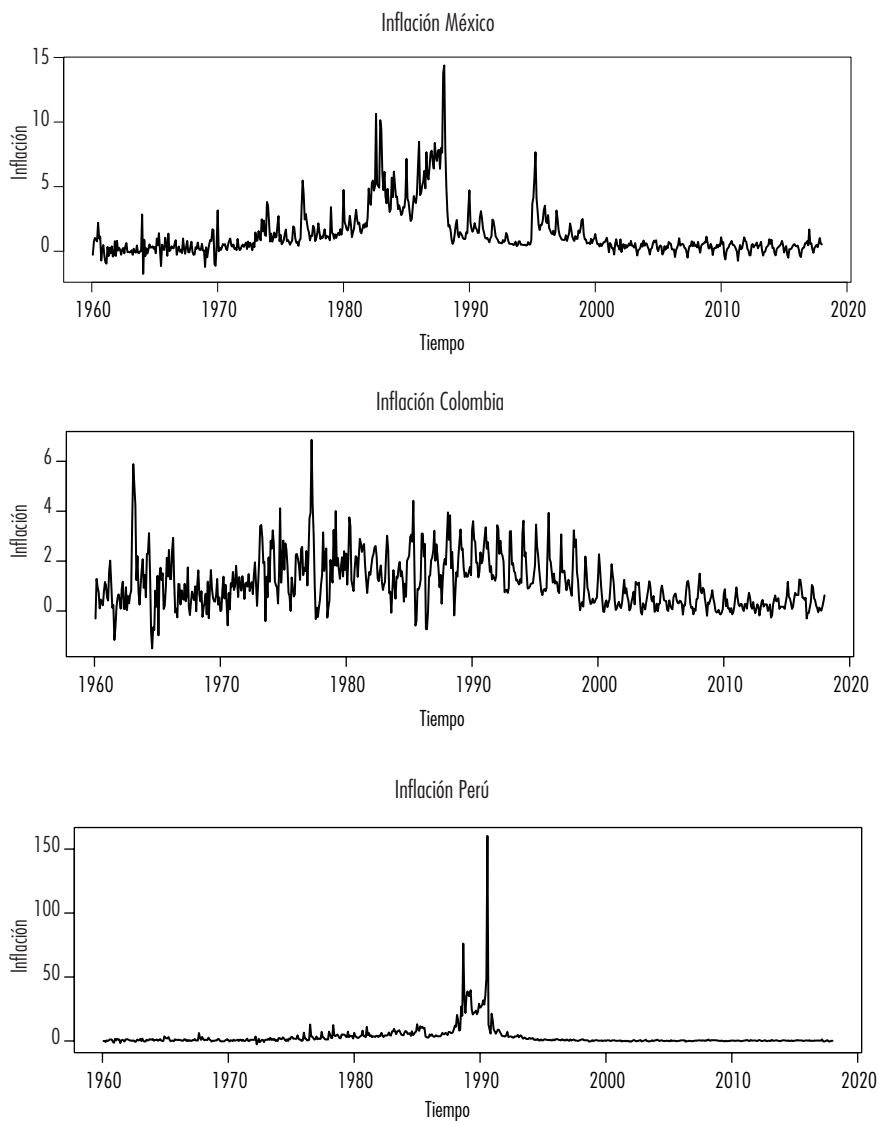 Inflación México
15
10
5
0
Inflación
1960 1970 1980 1990 2000 2010 2020
Tiempo
Inflación Colombia
6
4
2
0
Inflación
1960 1970 1980 1990 2000 2010 2020
Tiempo
Inflación Perú
150
100
50
0
Inflación
1960 1970 1980 1990 2000 2010 2020
Tiempo